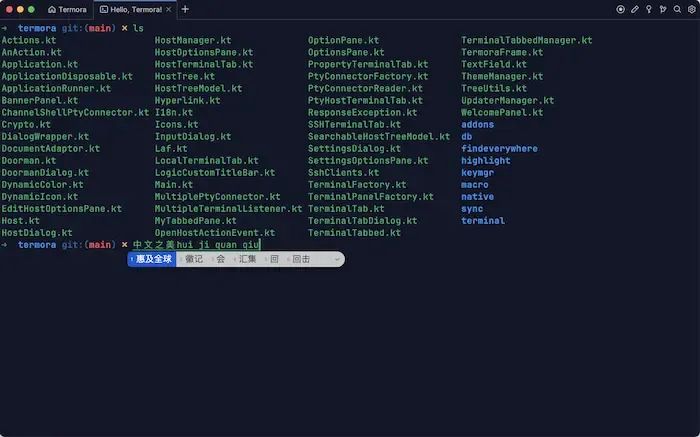 Termora Hello, Termora!
→ termora git:(main) × ls
Actions.kt HostManager.kt OptionPane.kt TerminalTabbedManager.kt
AnAction.kt HostOptionsPane.kt OptionsPane.kt TermoraFrame.kt
Application.kt HostTerminalTab.kt PropertyTerminalTab.kt TextField.kt
ApplicationDisposable.kt HostTree.kt PtyConnectorFactory.kt ThemeManager.kt
ApplicationRunner.kt HostTreeModel.kt PtyConnectorReader.kt TreeUtils.kt
BannerPanel.kt Hyperlink.kt PtyHostTerminalTab.kt UpdaterManager.kt
ChannelShellPtyConnector.kt I18n.kt ResponseException.kt WelcomePanel.kt
Crypto.kt Icons.kt SSHTerminalTab.kt addons
DialogWrapper.kt InputDialog.kt SearchableHostTreeModel.kt db
DocumentAdaptor.kt Laf.kt SettingsDialog.kt findeverywhere
Doorman.kt LocalTerminalTab.kt SettingsOptionsPane.kt highlight
DoormanDialog.kt LogicCustomTitleBar.kt SshClients.kt keymgr
DynamicColor.kt Main.kt TerminalFactory.kt macro
DynamicIcon.kt MultiplePtyConnector.kt TerminalPanelFactory.kt native
EditHostOptionsPane.kt MultipleTerminalListener.kt TerminalTab.kt sync
Host.kt MyTabbedPane.kt TerminalTabDialog.kt terminal
HostDialog.kt OpenHostActionEvent.kt TerminalTabbed.kt
→ termora git:(main) × 中文之美hui ji quan qiu
1 惠及全球 2 徽记 3 会 4 汇集 5 回 6 回击